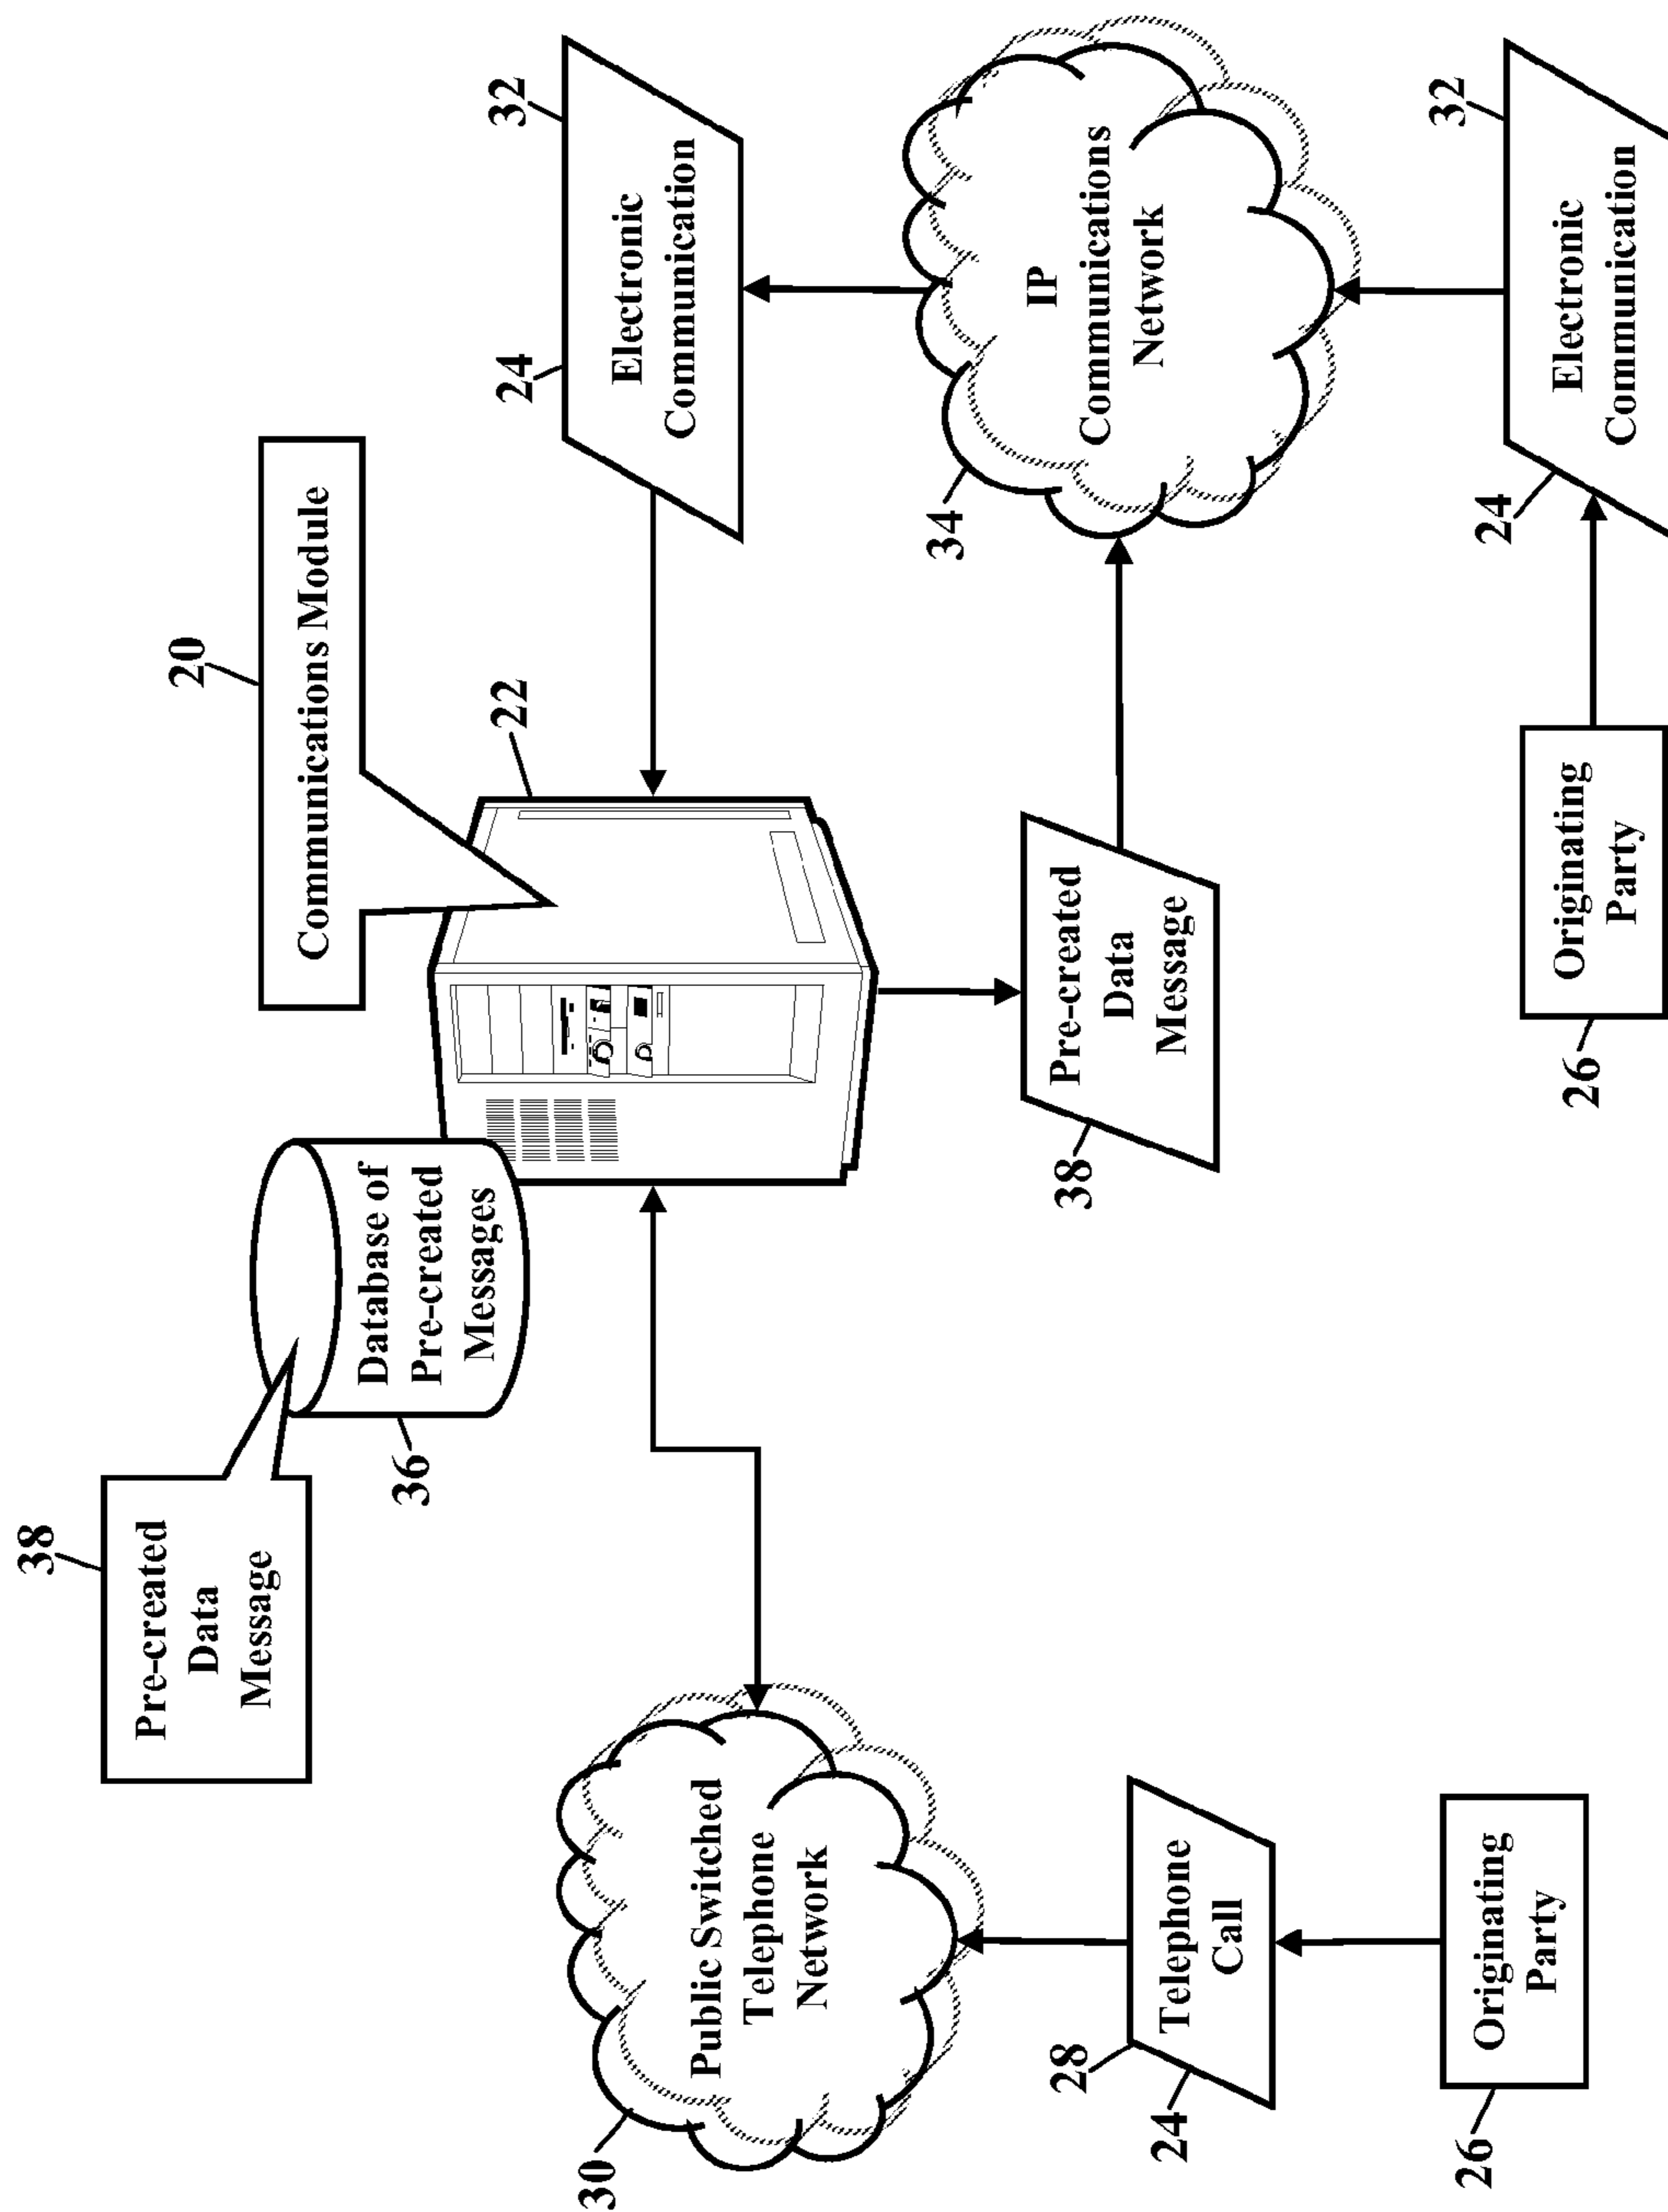 38
Pre-created
Data
Message
20
Communications Module
36
Database of
Pre-created
Messages
22
24
32
Electronic
Communication
30
Public Switched
Telephone
Network
38
Pre-created
Data
Message
34
IP
Communications
Network
28
24
Telephone
Call
26
Originating
Party
26
Originating
Party
24
32
Electronic
Communication